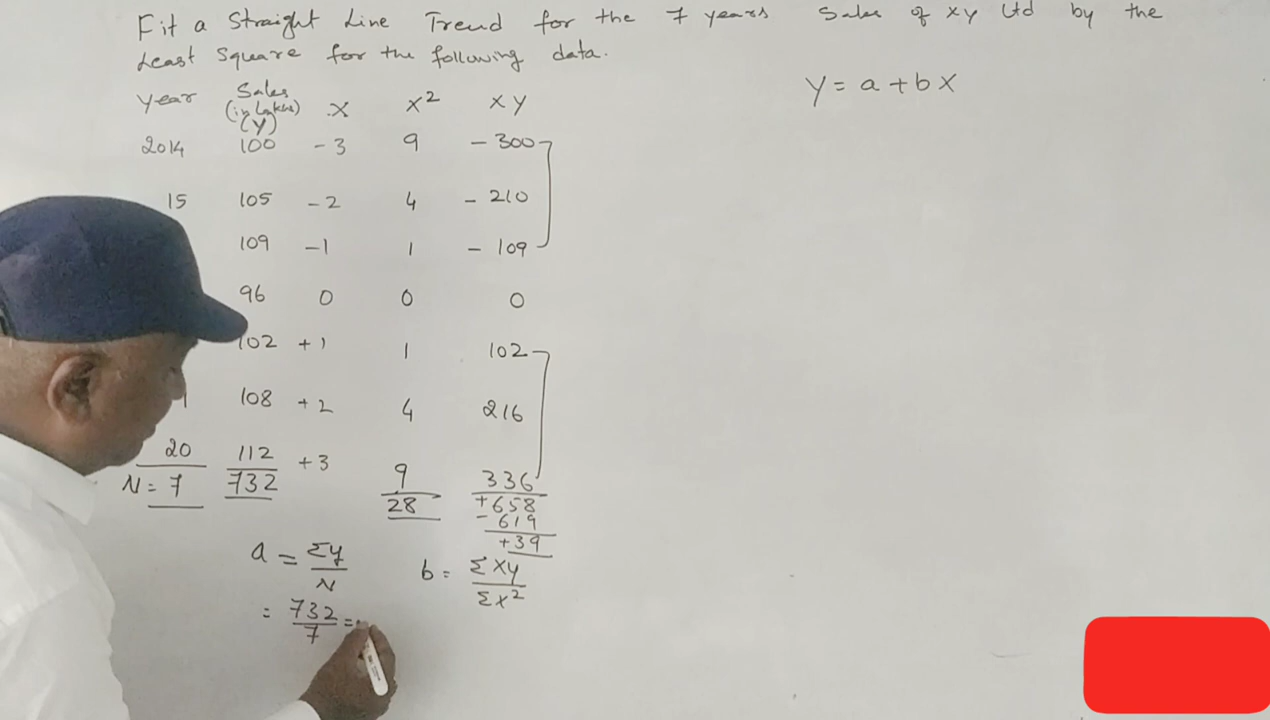 Fit a Straight Line Trend for the 7 years Sales of xy Ltd by the
Least Square for the following data.
Y = a + b X
Year Sales (in Lakhs) (Y) X X² XY
2014 100 -3 9 -300
15 105 -2 4 -210
109 -1 1 -109
96 0 0 0
102 +1 1 102
108 +2 4 216
20 112 +3 9 336
N = 7 732 28 +658
-619
+39
a = Σy/N b = Σxy/Σx²
= 732/7 =